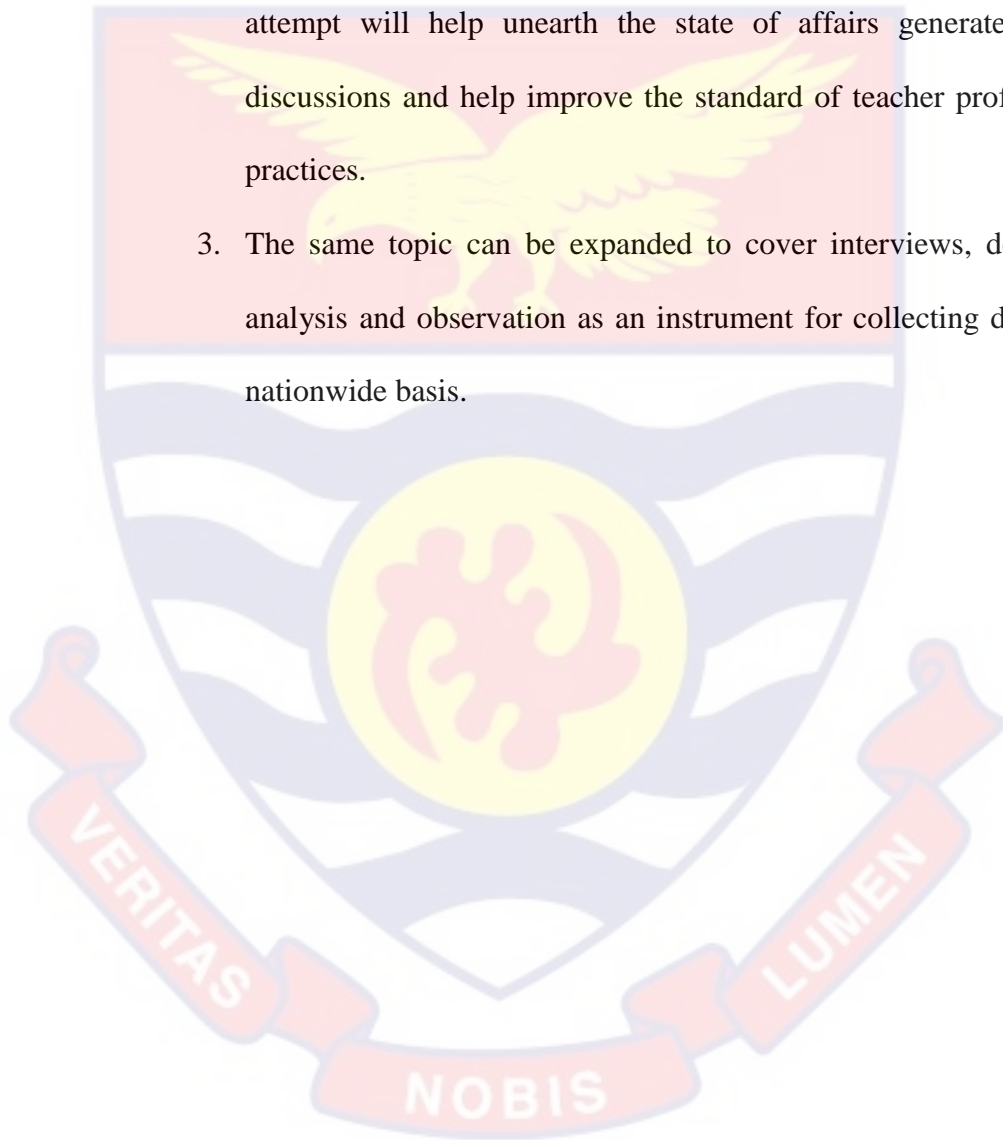 attempt will help unearth the state of affairs generate
discussions and help improve the standard of teacher prof
practices.
3. The same topic can be expanded to cover interviews, d
analysis and observation as an instrument for collecting d
nationwide basis.
VERITAS
NOBIS
LUMEN